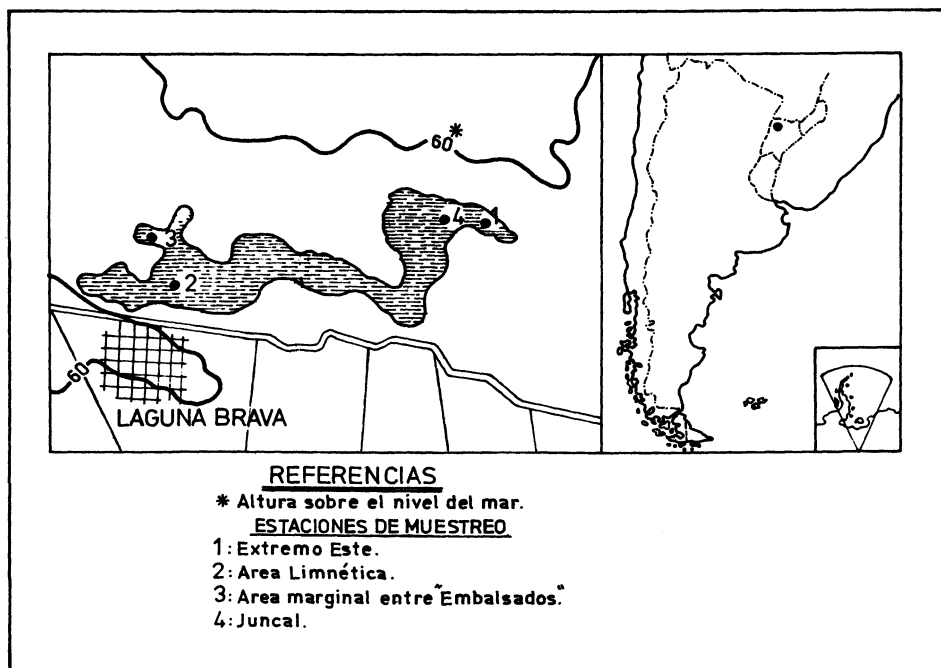 60*
4
1
3
2
60
LAGUNA BRAVA
REFERENCIAS
* Altura sobre el nivel del mar.
ESTACIONES DE MUESTREO
1: Extremo Este.
2: Area Limnética.
3: Area marginal entre "Embalsados."
4: Juncal.